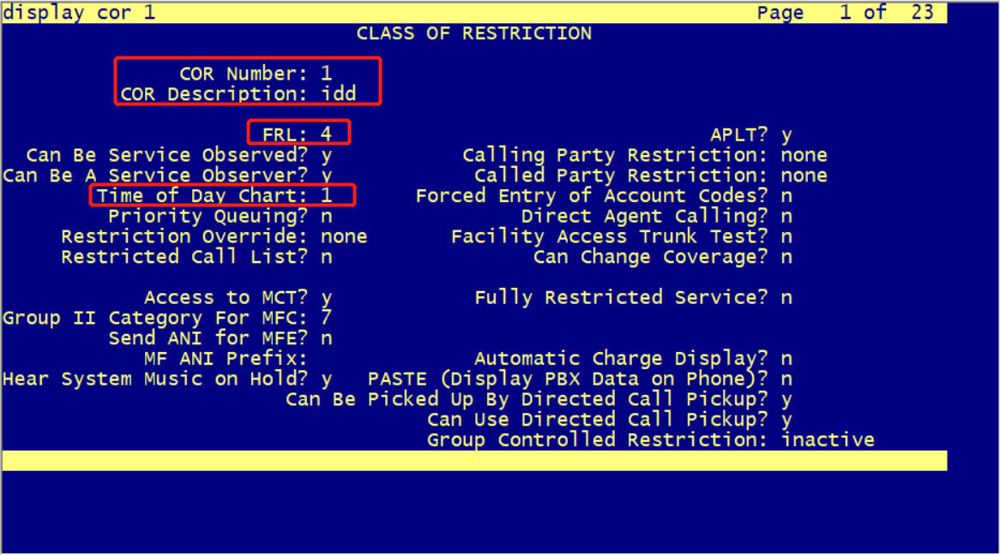 display cor 1 Page 1 of 23
CLASS OF RESTRICTION
COR Number: 1
COR Description: idd
FRL: 4 APLT? y
Can Be Service Observed? y Calling Party Restriction: none
Can Be A Service Observer? y Called Party Restriction: none
Time of Day Chart: 1 Forced Entry of Account Codes? n
Priority Queuing? n Direct Agent Calling? n
Restriction Override: none Facility Access Trunk Test? n
Restricted Call List? n Can Change Coverage? n
Access to MCT? y Fully Restricted Service? n
Group II Category For MFC: 7
Send ANI for MFE? n
MF ANI Prefix: Automatic Charge Display? n
Hear System Music on Hold? y PASTE (Display PBX Data on Phone)? n
Can Be Picked Up By Directed Call Pickup? y
Can Use Directed Call Pickup? y
Group Controlled Restriction: inactive